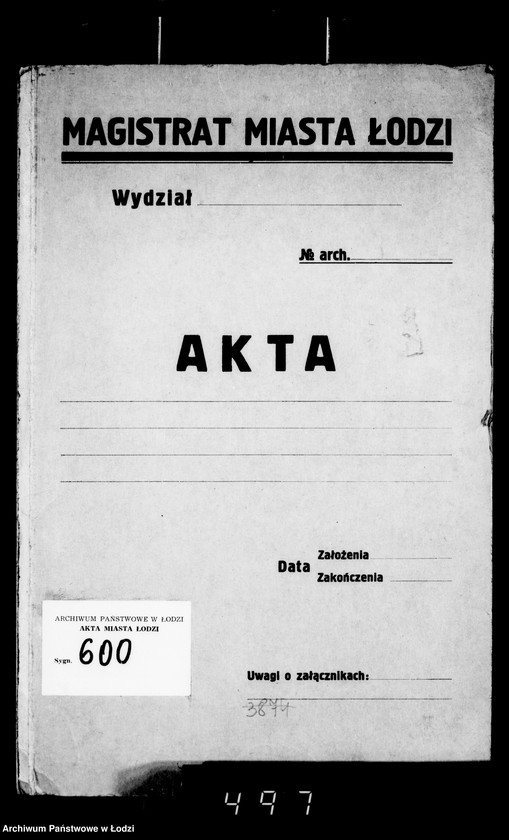 MAGISTRAT MIASTA ŁODZI
Wydział
№ arch.
AKTA
Data Założenia
Zakończenia
ARCHIWUM PAŃSTWOWE W ŁODZI
AKTA MIASTA ŁODZI
Sygn. 600
Uwagi o załącznikach:
3874
497
Archiwum Państwowe w Łodzi